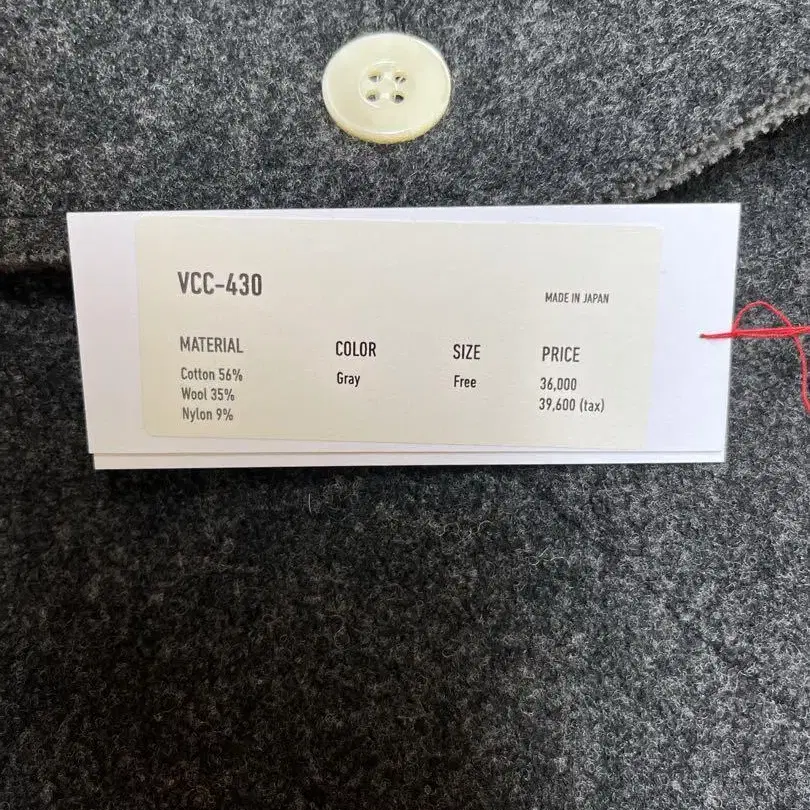 VCC-430
MADE IN JAPAN
MATERIAL
Cotton 56%
Wool 35%
Nylon 9%
COLOR
Gray
SIZE
Free
PRICE
36,000
39,600 (tax)